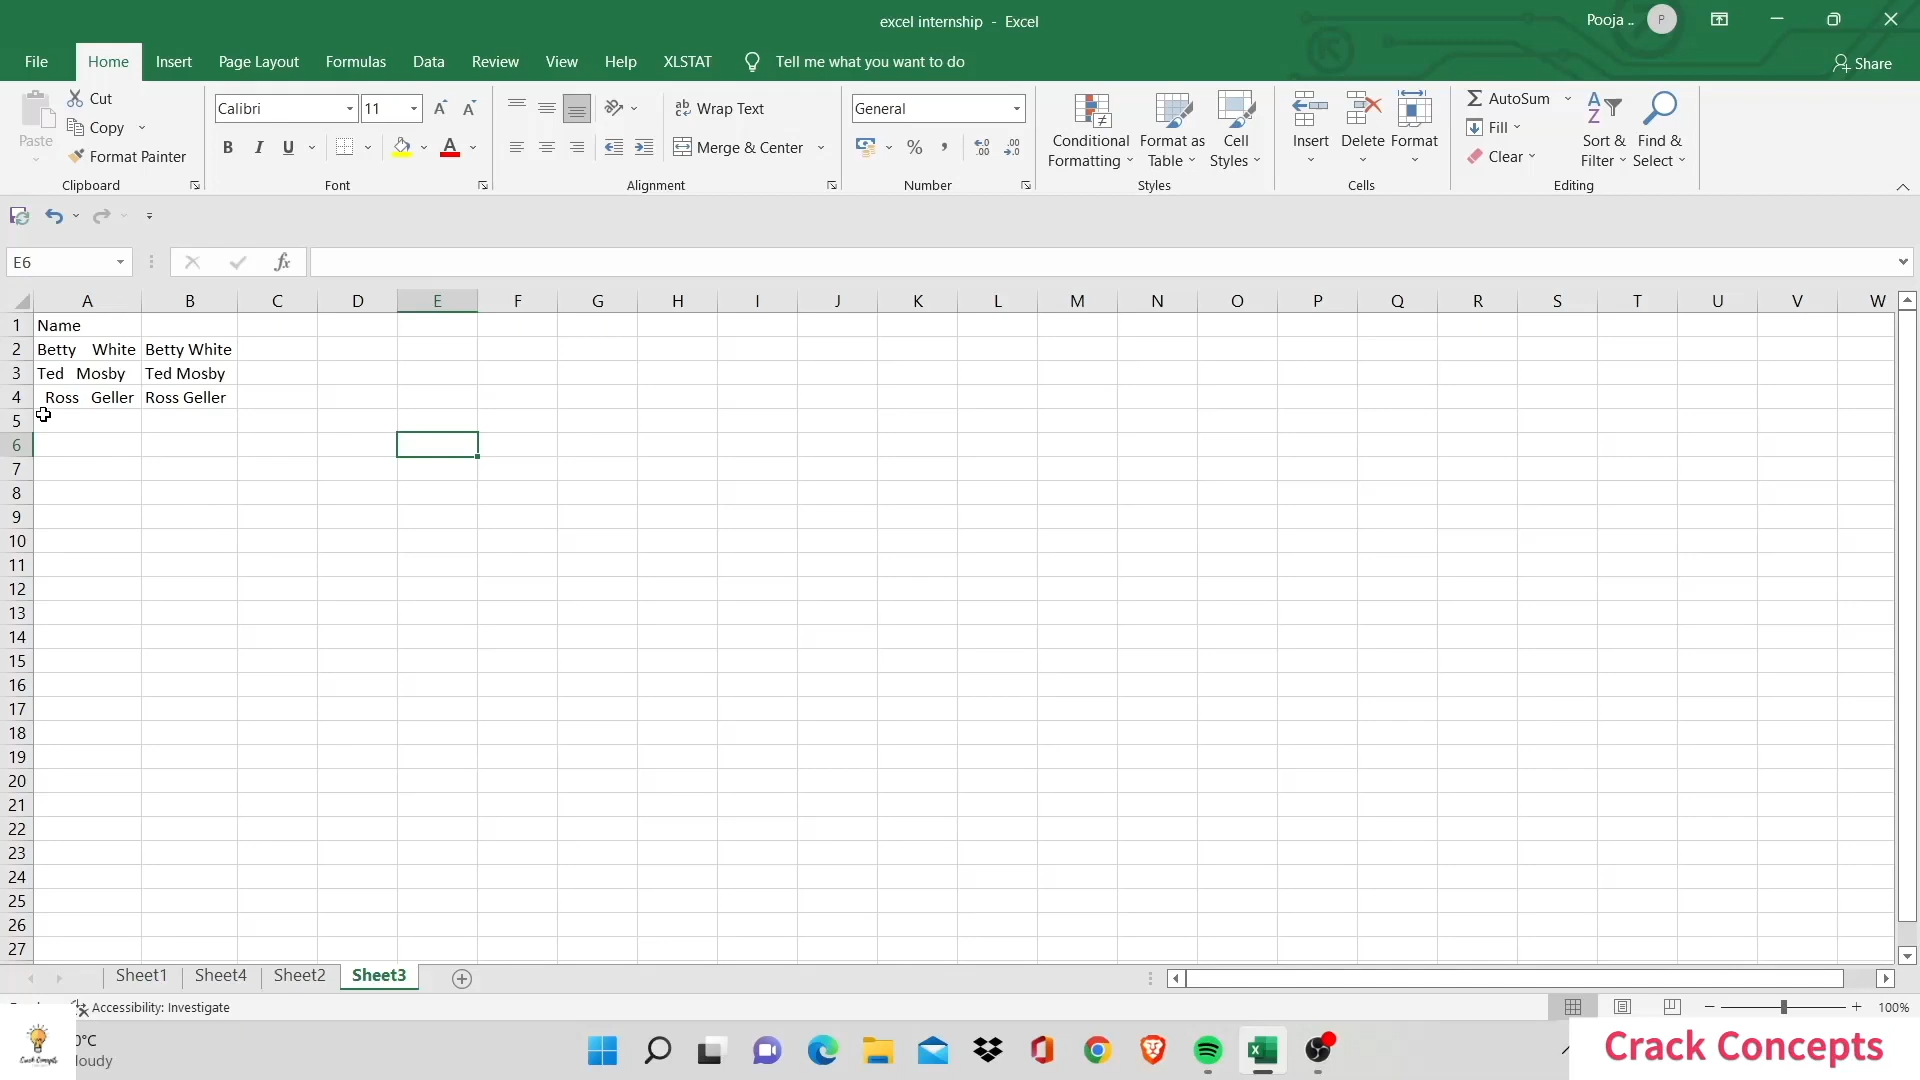 excel internship - Excel
Pooja ..
P
File Home Insert Page Layout Formulas Data Review View Help XLSTAT Tell me what you want to do
Share
Paste
Cut
Copy
Format Painter
Clipboard
Calibri 11
B I U
Font
Wrap Text
Merge & Center
Alignment
General
% ,
Number
Conditional Formatting
Format as Table
Cell Styles
Styles
Insert Delete Format
Cells
AutoSum
Fill
Clear
Sort & Filter
Find & Select
Editing
E6
fx
A B C D E F G H I J K L M N O P Q R S T U V W
1 Name
2 Betty    White Betty White
3 Ted   Mosby Ted Mosby
4   Ross   Geller Ross Geller
5
6
7
8
9
10
11
12
13
14
15
16
17
18
19
20
21
22
23
24
25
26
27
Sheet1 Sheet4 Sheet2 Sheet3
Accessibility: Investigate
100%
0°C
loudy
Crack Concepts
Crack Concepts